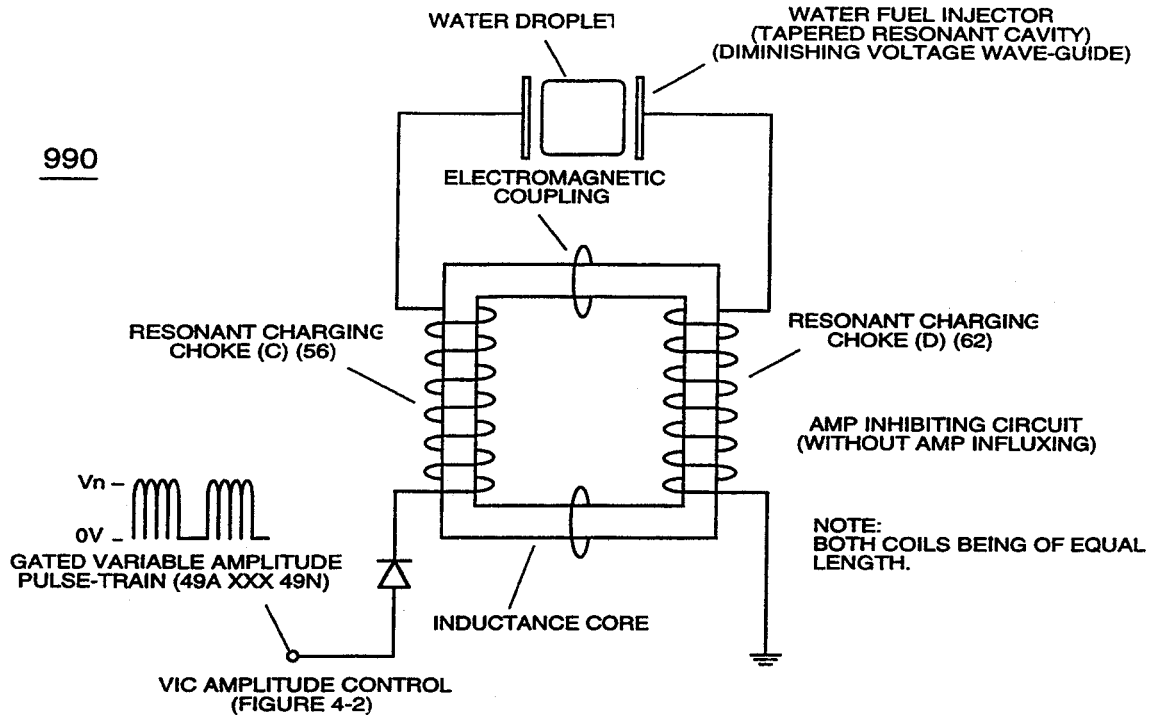 WATER DROPLET
WATER FUEL INJECTOR
(TAPERED RESONANT CAVITY)
(DIMINISHING VOLTAGE WAVE-GUIDE)
990
ELECTROMAGNETIC
COUPLING
RESONANT CHARGING
CHOKE (C) (56)
RESONANT CHARGING
CHOKE (D) (62)
AMP INHIBITING CIRCUIT
(WITHOUT AMP INFLUXING)
Vn
0V
GATED VARIABLE AMPLITUDE
PULSE-TRAIN (49A XXX 49N)
NOTE:
BOTH COILS BEING OF EQUAL
LENGTH.
INDUCTANCE CORE
VIC AMPLITUDE CONTROL
(FIGURE 4-2)